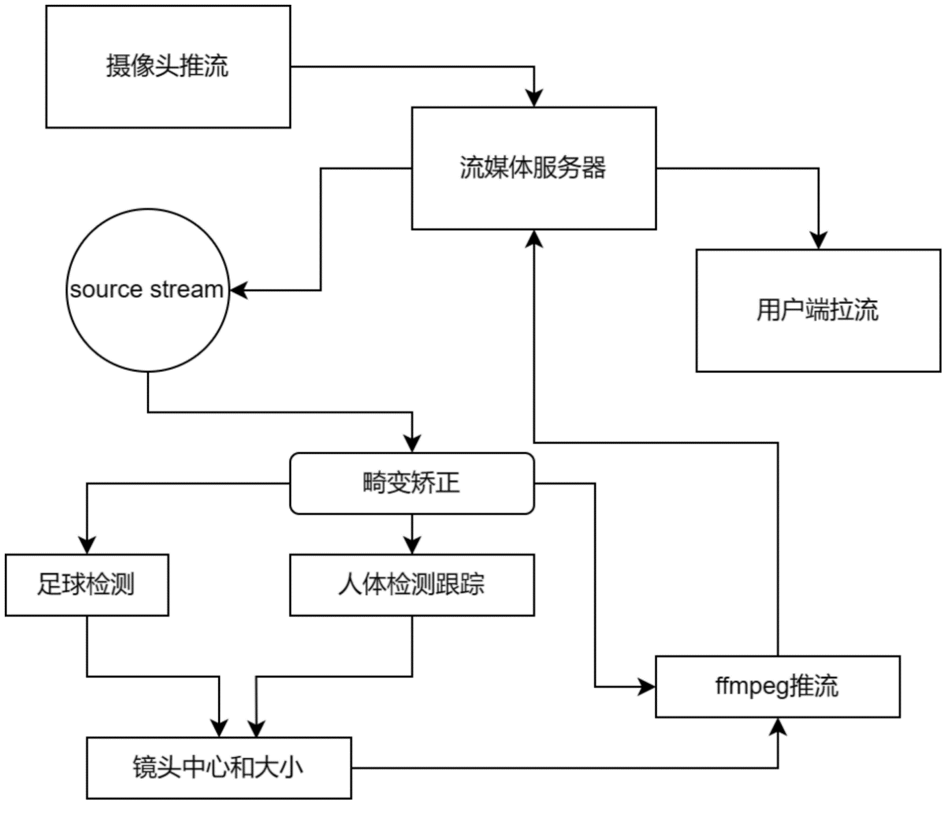 摄像头推流
流媒体服务器
source stream
用户端拉流
畸变矫正
足球检测
人体检测跟踪
ffmpeg推流
镜头中心和大小